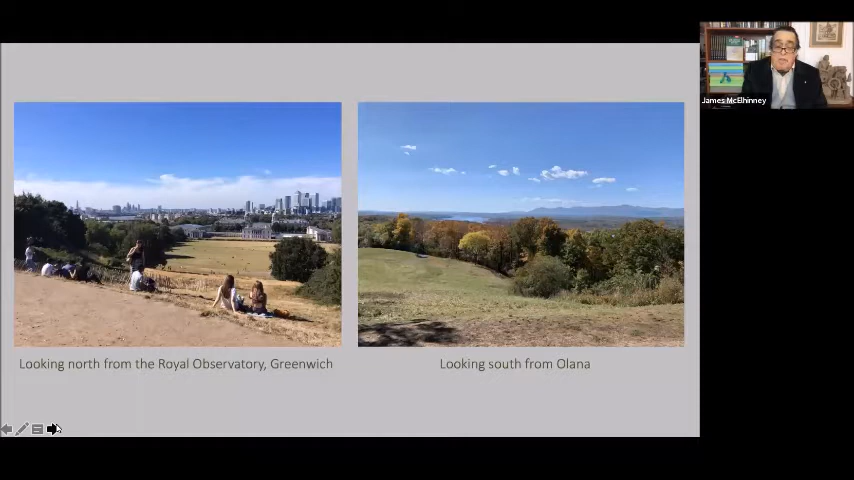 James McElhinney
Looking north from the Royal Observatory, Greenwich
Looking south from Olana